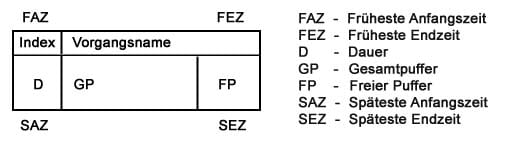 FAZ FEZ
Index Vorgangsname
D GP FP
SAZ SEZ
FAZ - Früheste Anfangszeit
FEZ - Früheste Endzeit
D - Dauer
GP - Gesamtpuffer
FP - Freier Puffer
SAZ - Späteste Anfangszeit
SEZ - Späteste Endzeit